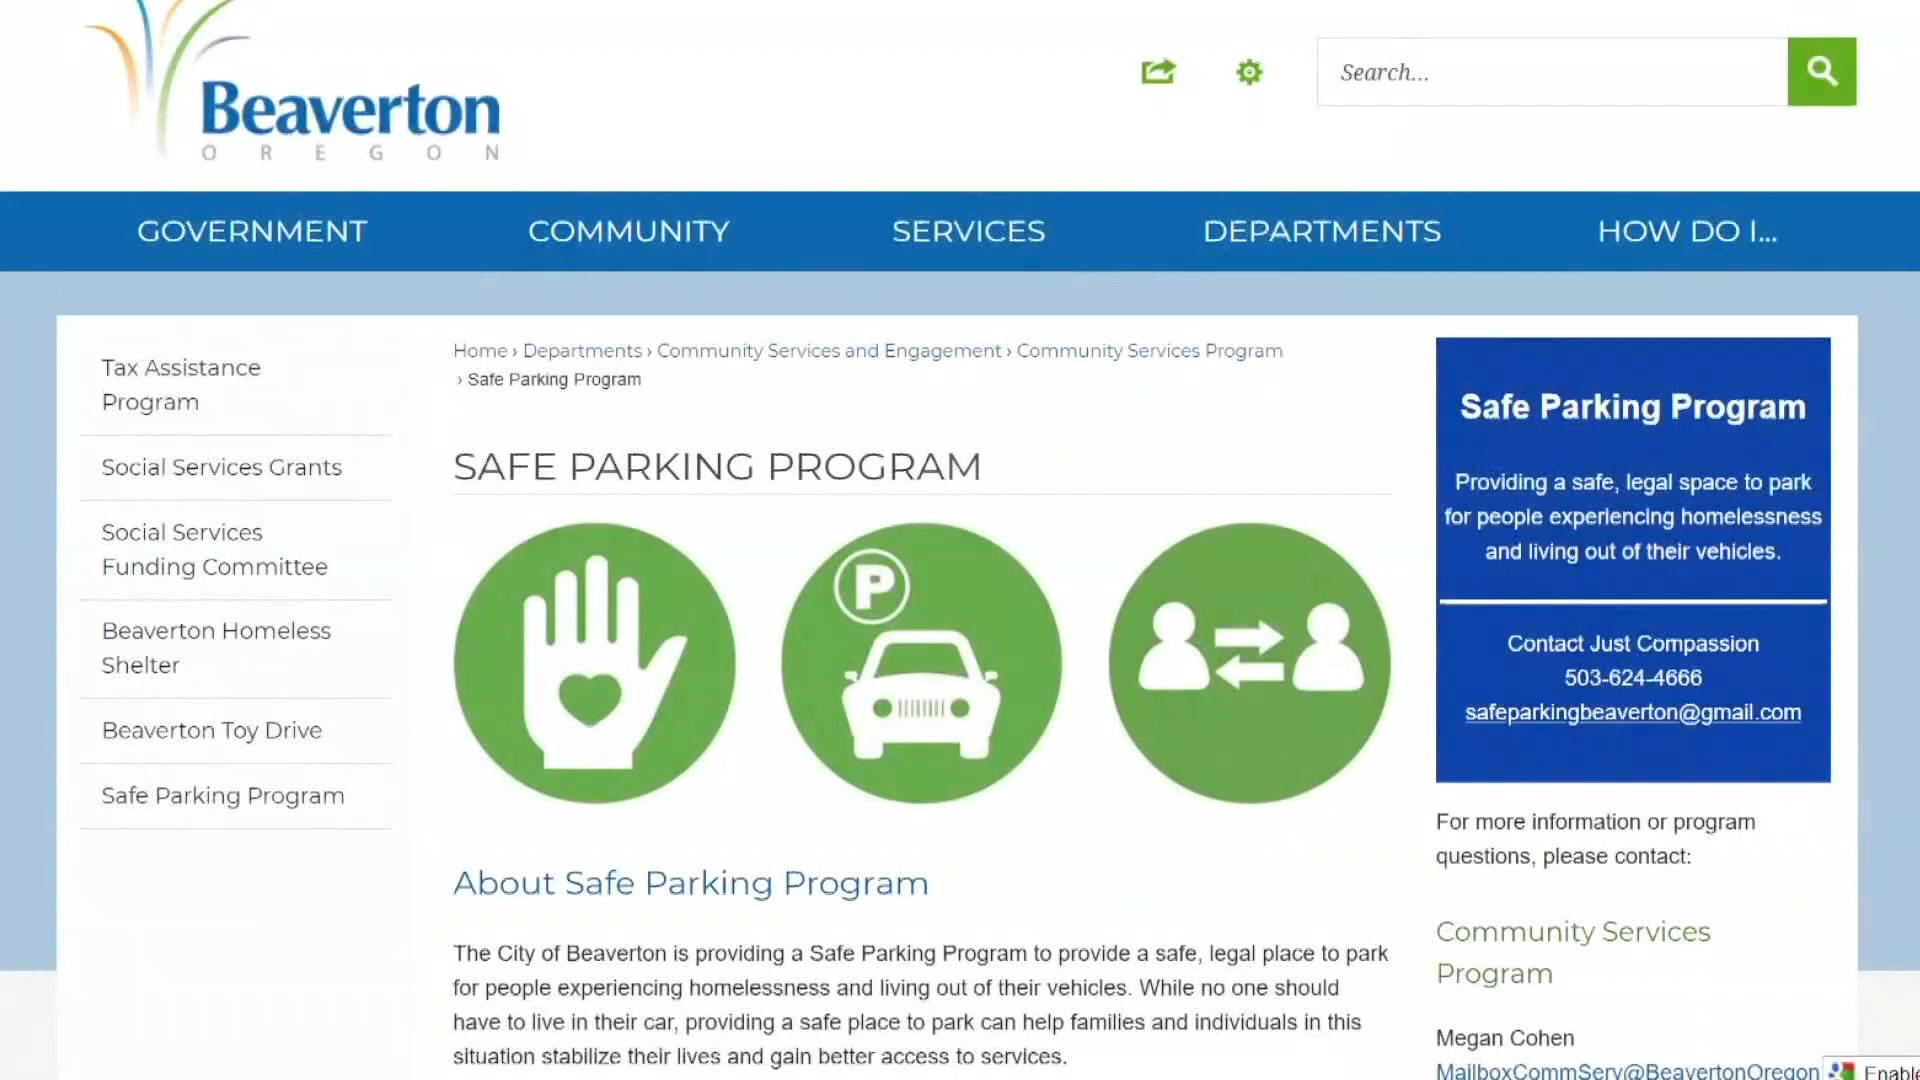 Beaverton
OREGON
Search...
GOVERNMENT
COMMUNITY
SERVICES
DEPARTMENTS
HOW DO I...
Tax Assistance
Program
Social Services Grants
Social Services
Funding Committee
Beaverton Homeless
Shelter
Beaverton Toy Drive
Safe Parking Program
Home › Departments › Community Services and Engagement › Community Services Program
› Safe Parking Program
SAFE PARKING PROGRAM
P
About Safe Parking Program
The City of Beaverton is providing a Safe Parking Program to provide a safe, legal place to park
for people experiencing homelessness and living out of their vehicles. While no one should
have to live in their car, providing a safe place to park can help families and individuals in this
situation stabilize their lives and gain better access to services.
Safe Parking Program
Providing a safe, legal space to park
for people experiencing homelessness
and living out of their vehicles.
Contact Just Compassion
503-624-4666
safeparkingbeaverton@gmail.com
For more information or program
questions, please contact:
Community Services
Program
Megan Cohen
MailboxCommServ@BeavertonOregon
Enable